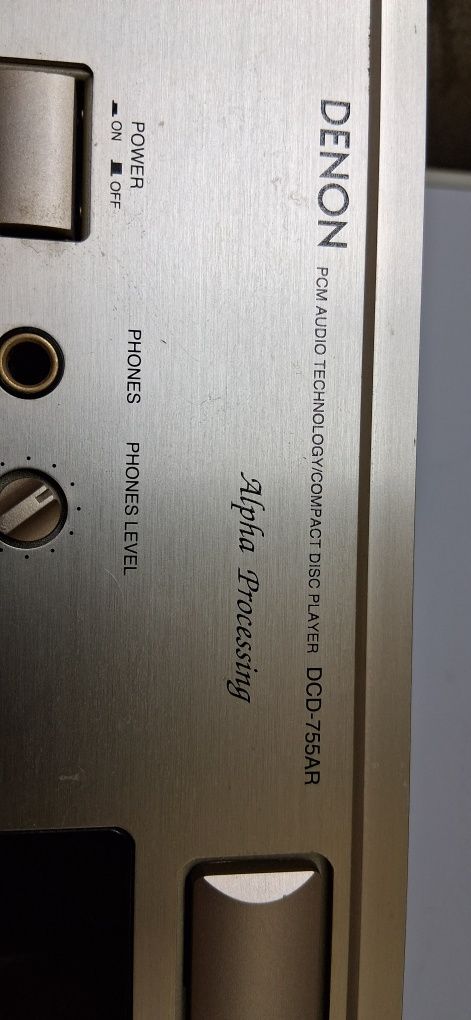 DENON PCM AUDIO TECHNOLOGY/COMPACT DISC PLAYER DCD-755AR
Alpha Processing
POWER
ON OFF
PHONES
PHONES LEVEL